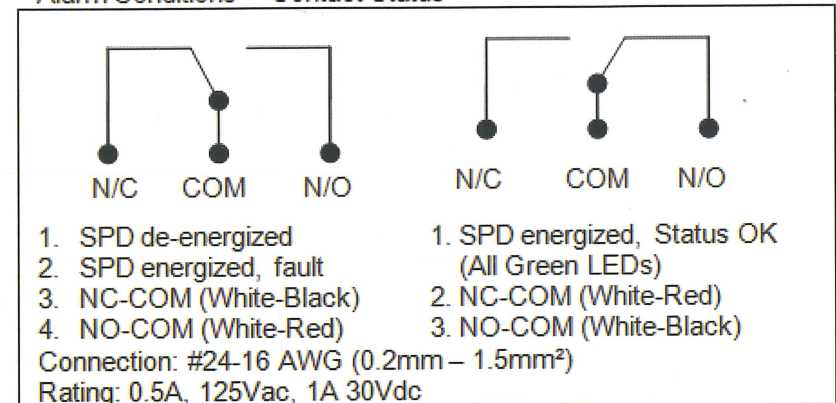 Alarm Conditions – Contact Status
N/C COM N/O
N/C COM N/O
1. SPD de-energized
2. SPD energized, fault
3. NC-COM (White-Black)
4. NO-COM (White-Red)
1. SPD energized, Status OK
(All Green LEDs)
2. NC-COM (White-Red)
3. NO-COM (White-Black)
Connection: #24-16 AWG (0.2mm – 1.5mm²)
Rating: 0.5A, 125Vac, 1A 30Vdc